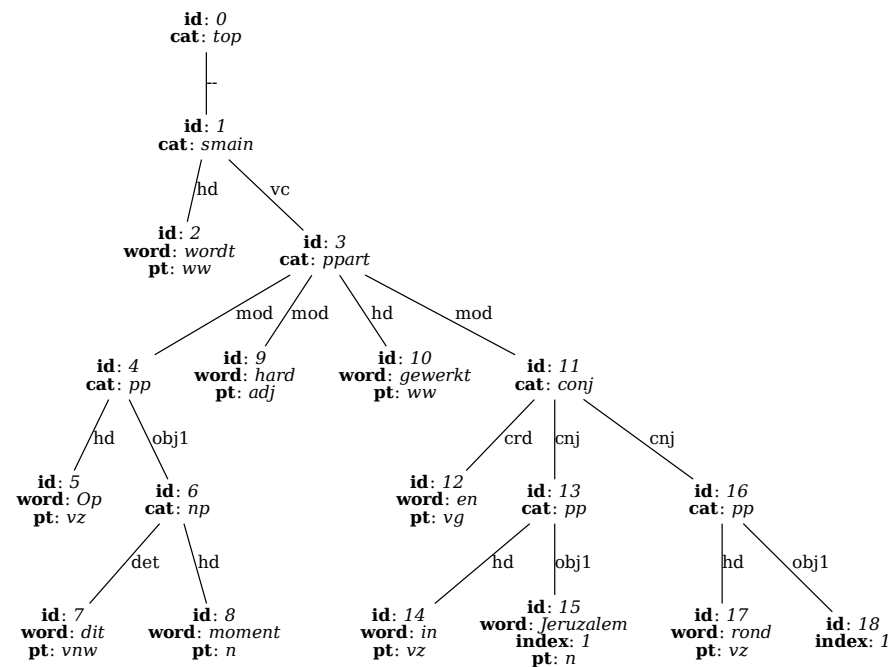 id: 0
cat: top
--
id: 1
cat: smain
hd
vc
id: 2
word: wordt
pt: ww
id: 3
cat: ppart
mod
mod
hd
mod
id: 4
cat: pp
id: 9
word: hard
pt: adj
id: 10
word: gewerkt
pt: ww
id: 11
cat: conj
hd
obj1
crd
cnj
cnj
id: 5
word: Op
pt: vz
id: 6
cat: np
id: 12
word: en
pt: vg
id: 13
cat: pp
id: 16
cat: pp
det
hd
hd
obj1
hd
obj1
id: 7
word: dit
pt: vnw
id: 8
word: moment
pt: n
id: 14
word: in
pt: vz
id: 15
word: Jeruzalem
index: 1
pt: n
id: 17
word: rond
pt: vz
id: 18
index: 1